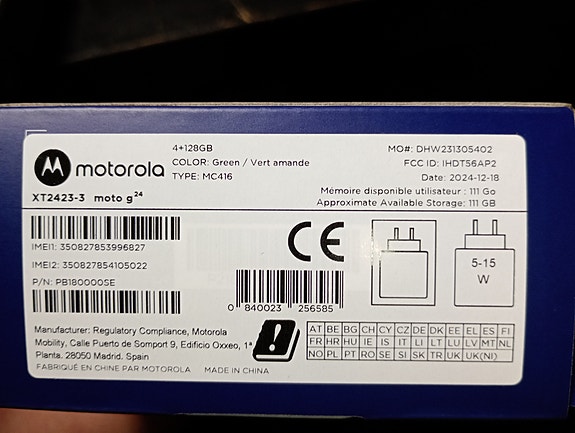 4+128GB
MO#: DHW231305402
motorola
COLOR: Green / Vert amande
FCC ID: IHDT56AP2
TYPE: MC416
Date: 2024-12-18
XT2423-3 moto g24
Mémoire disponible utilisateur : 111 Go
Approximate Available Storage: 111 GB
IMEI1: 350827853996827
IMEI2: 350827854105022
P/N: PB180000SE
CE
5-15
W
0 840023 256585
Manufacturer: Regulatory Compliance, Motorola
Mobility, Calle Puerto de Somport 9, Edificio Oxxeo, 1ª
Planta. 28050 Madrid. Spain
FABRIQUÉ EN CHINE PAR MOTOROLA MADE IN CHINA
AT BE BG CH CY CZ DE DK EE EL ES FI
FR HR HU IE IS IT LI LT LU LV MT NL
NO PL PT RO SE SI SK TR UK UK(NI)